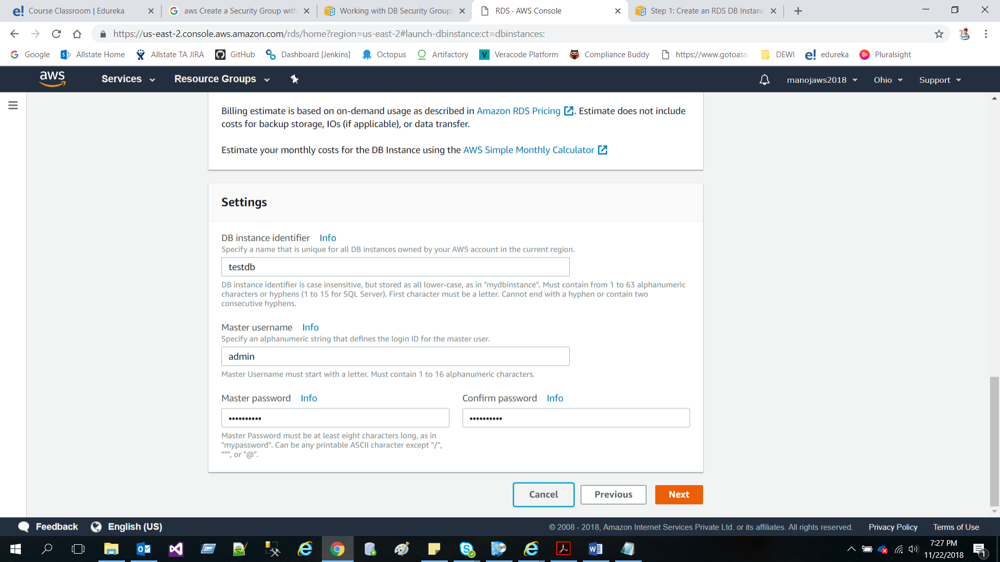 e! Course Classroom | Edureka
aws Create a Security Group with
Working with DB Security Groups
RDS · AWS Console
Step 1: Create an RDS DB Instanc
https://us-east-2.console.aws.amazon.com/rds/home?region=us-east-2#launch-dbinstance:ct=dbinstances:
Google Allstate Home Allstate TA JIRA GitHub Dashboard [Jenkins] Octopus Artifactory Veracode Platform Compliance Buddy https://www.gotoassi DEWI e! edureka Pluralsight
aws Services Resource Groups manojaws2018 Ohio Support
Billing estimate is based on on-demand usage as described in Amazon RDS Pricing . Estimate does not include
costs for backup storage, IOs (if applicable), or data transfer.
Estimate your monthly costs for the DB Instance using the AWS Simple Monthly Calculator
Settings
DB instance identifier Info
Specify a name that is unique for all DB instances owned by your AWS account in the current region.
testdb
DB instance identifier is case insensitive, but stored as all lower-case, as in "mydbinstance". Must contain from 1 to 63 alphanumeric
characters or hyphens (1 to 15 for SQL Server). First character must be a letter. Cannot end with a hyphen or contain two
consecutive hyphens.
Master username Info
Specify an alphanumeric string that defines the login ID for the master user.
admin
Master Username must start with a letter. Must contain 1 to 16 alphanumeric characters.
Master password Info Confirm password Info
•••••••••• ••••••••••
Master Password must be at least eight characters long, as in
"mypassword". Can be any printable ASCII character except "/",
""", or "@".
Cancel Previous Next
Feedback English (US) © 2008 - 2018, Amazon Internet Services Private Ltd. or its affiliates. All rights reserved. Privacy Policy Terms of Use
7:27 PM
11/22/2018
1